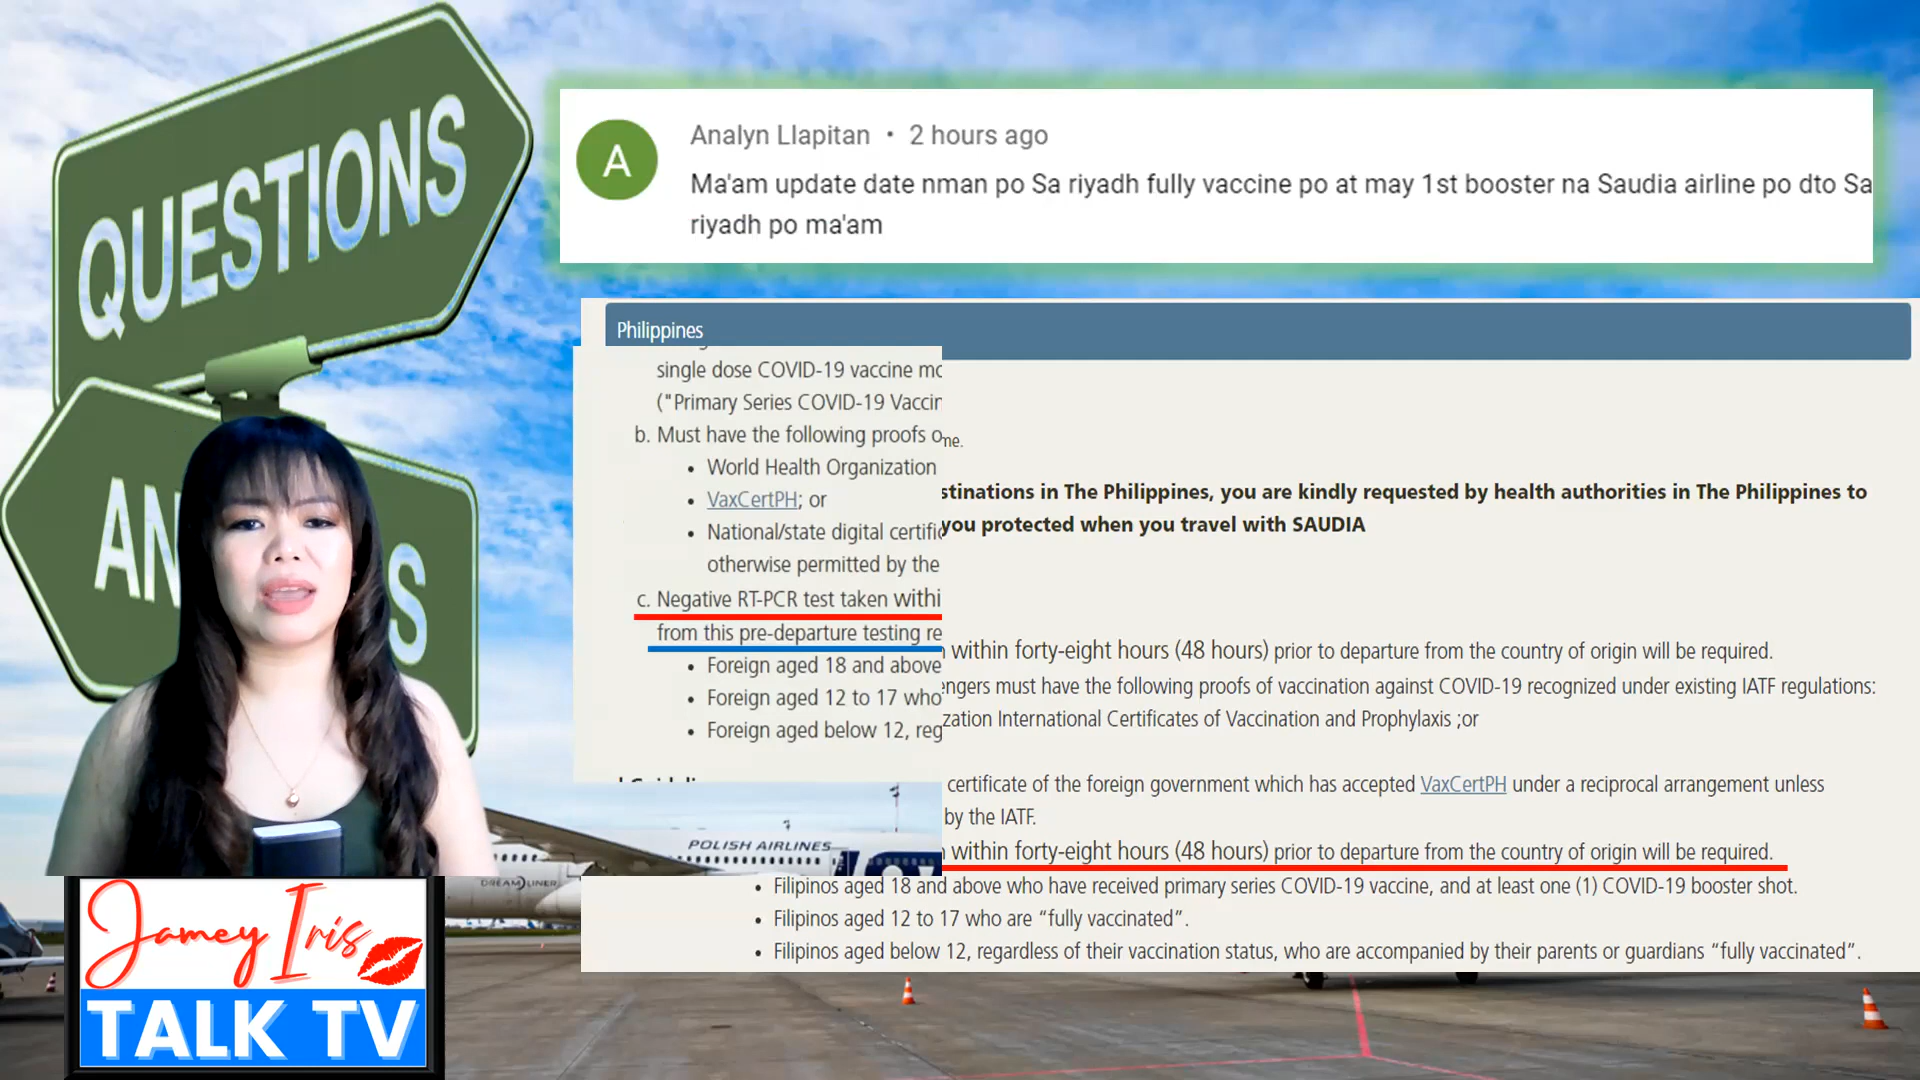 QUESTIONS
AN
S
Analyn Llapitan • 2 hours ago
Ma'am update date nman po Sa riyadh fully vaccine po at may 1st booster na Saudia airline po dto Sa
riyadh po ma'am
Philippines
single dose COVID-19 vaccine
("Primary Series COVID-19
b. Must have the following proofs
• World Health Organization
• VaxCertPH; or
• National/state digital
otherwise permitted by the
c. Negative RT-PCR test taken
from this pre-departure testing
• Foreign aged 18 and above
• Foreign aged 12 to 17 who
• Foreign aged below 12,
in The Philippines, you are kindly requested by health authorities in The Philippines to
you protected when you travel with SAUDIA
within forty-eight hours (48 hours) prior to departure from the country of origin will be required.
must have the following proofs of vaccination against COVID-19 recognized under existing IATF regulations:
International Certificates of Vaccination and Prophylaxis ;or
certificate of the foreign government which has accepted VaxCertPH under a reciprocal arrangement unless
by the IATF.
within forty-eight hours (48 hours) prior to departure from the country of origin will be required.
• Filipinos aged 18 and above who have received primary series COVID-19 vaccine, and at least one (1) COVID-19 booster shot.
• Filipinos aged 12 to 17 who are “fully vaccinated”.
• Filipinos aged below 12, regardless of their vaccination status, who are accompanied by their parents or guardians “fully vaccinated”.
POLISH AIRLINES
DREAMLINER
Jamey Iris
TALK TV